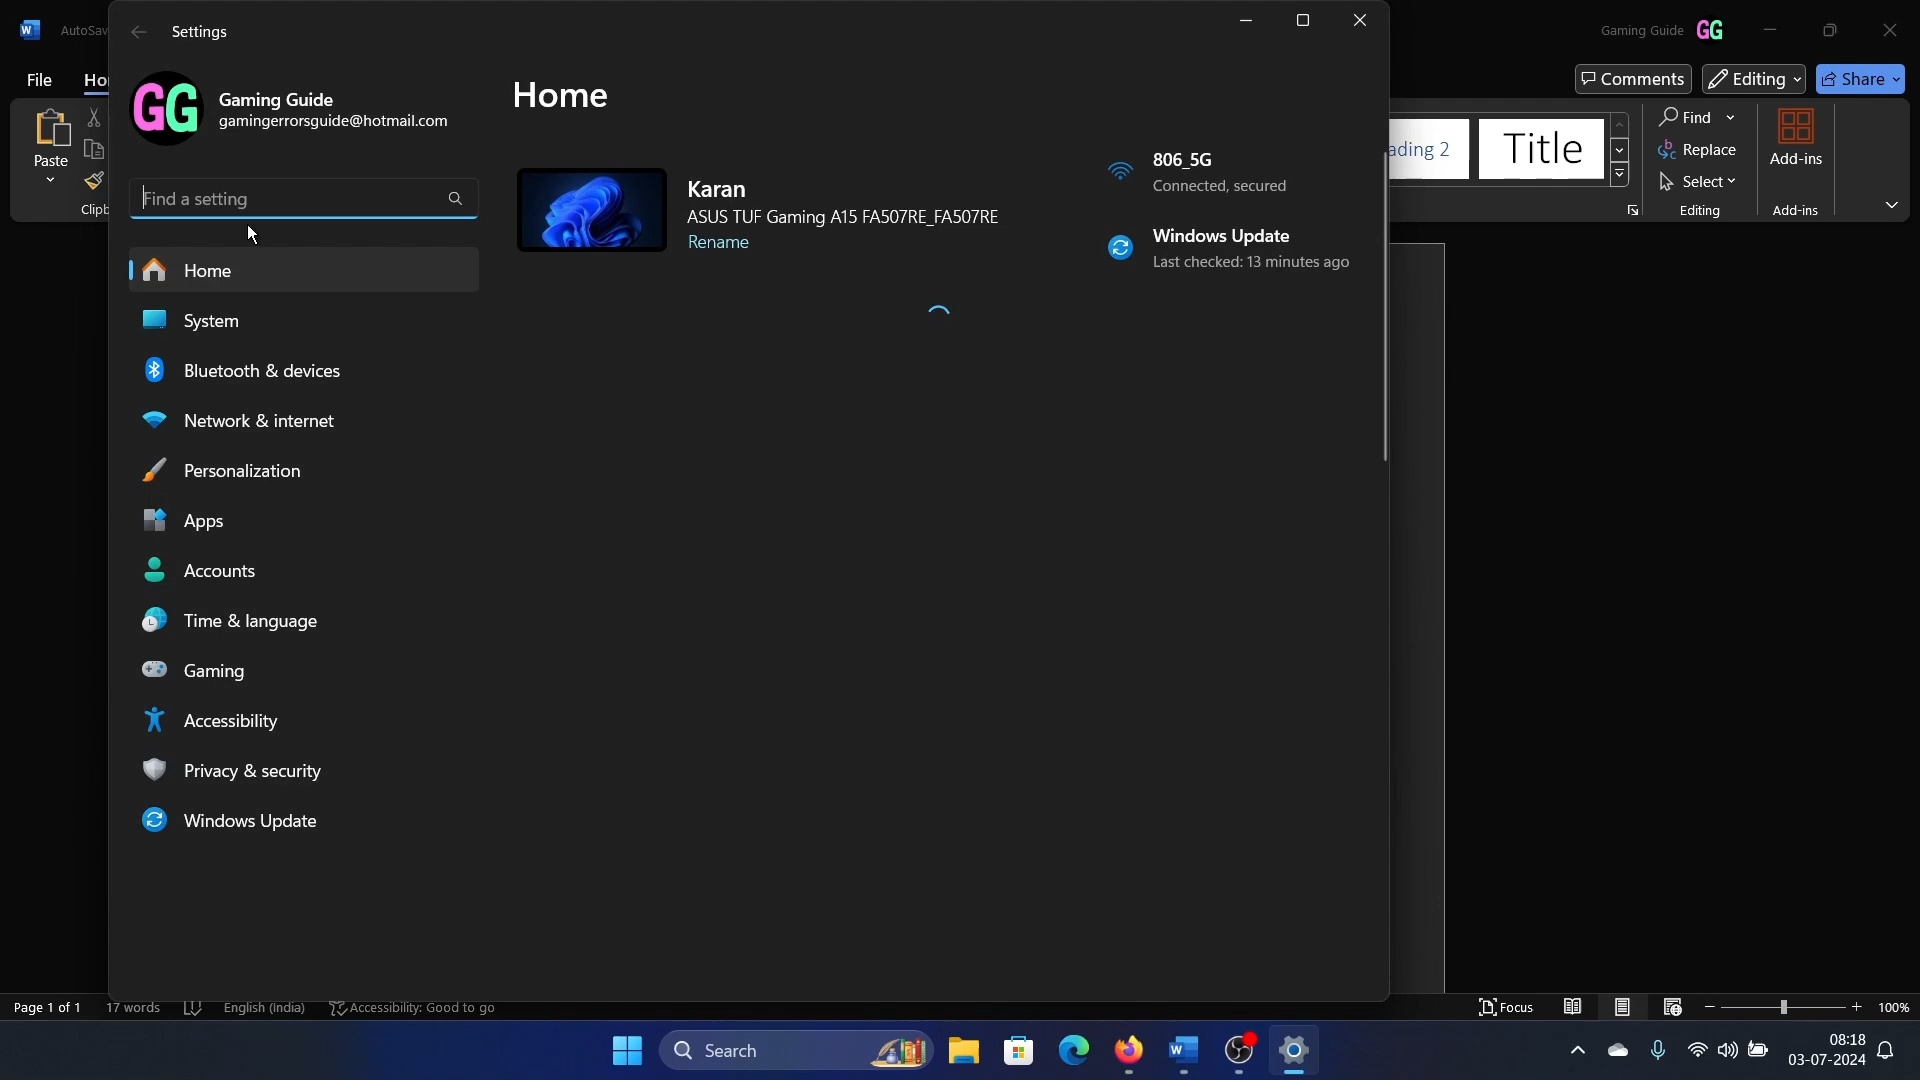 AutoSav
Settings
Gaming Guide GG
File
Ho
Comments
Editing
Share
GG
Gaming Guide
gamingerrorsguide@hotmail.com
Home
Paste
Clipb
ading 2
Title
Find
Replace
Select
Editing
Add-ins
Add-ins
Find a setting
Karan
ASUS TUF Gaming A15 FA507RE_FA507RE
Rename
806_5G
Connected, secured
Windows Update
Last checked: 13 minutes ago
Home
System
Bluetooth & devices
Network & internet
Personalization
Apps
Accounts
Time & language
Gaming
Accessibility
Privacy & security
Windows Update
Page 1 of 1
17 words
English (India)
Accessibility: Good to go
Focus
100%
Search
08:18
03-07-2024